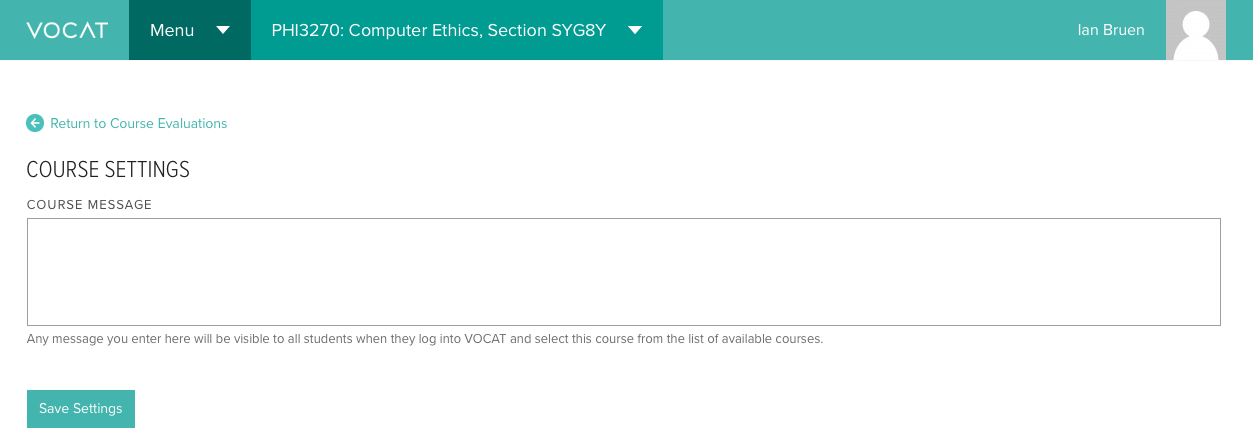 VOCAT
Menu
PHI3270: Computer Ethics, Section SYG8Y
Ian Bruen
Return to Course Evaluations
COURSE SETTINGS
COURSE MESSAGE
Any message you enter here will be visible to all students when they log into VOCAT and select this course from the list of available courses.
Save Settings